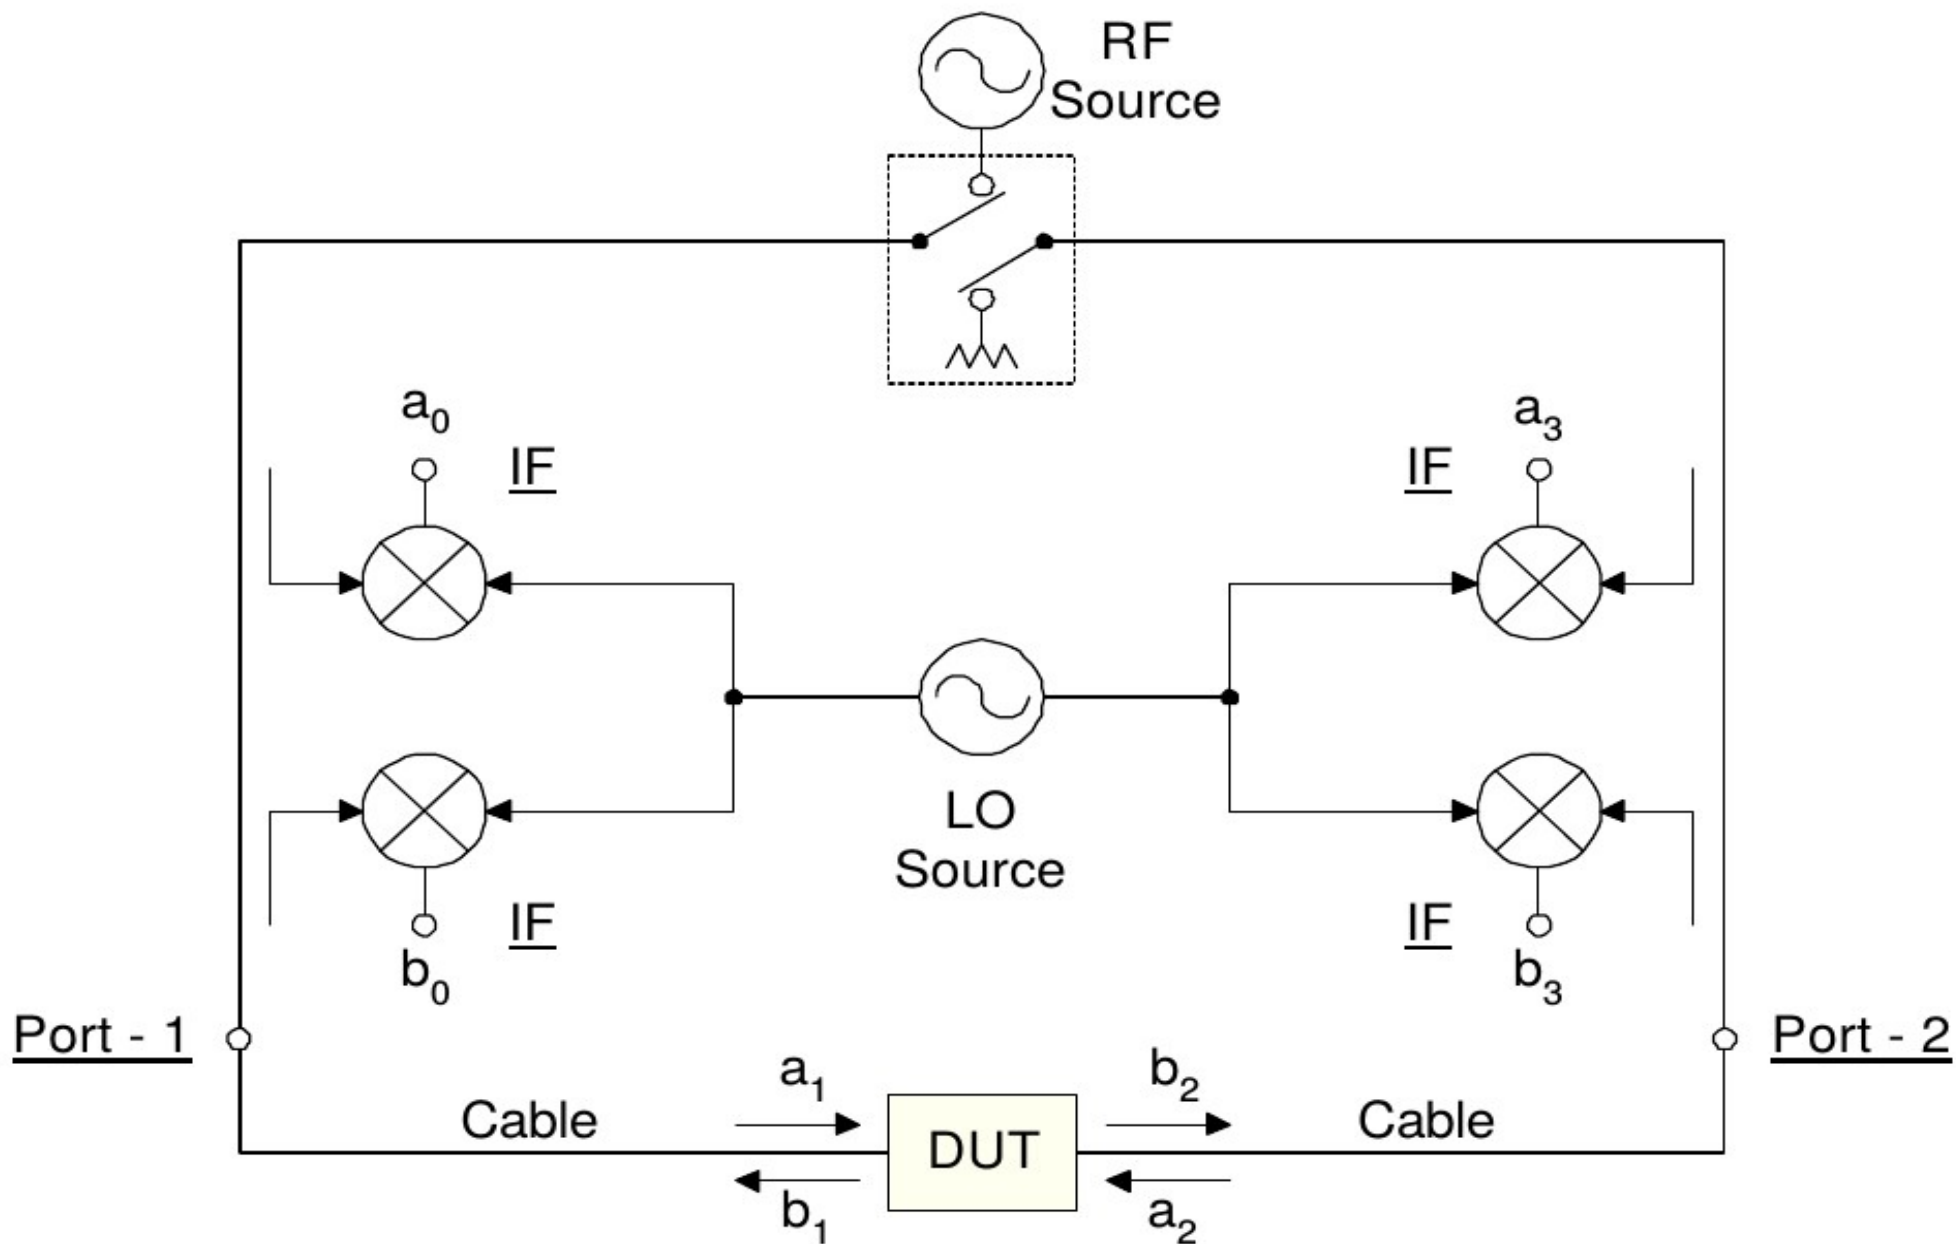 RF
Source
a0
IF
IF
a3
LO
Source
b0
IF
IF
b3
Port - 1
Port - 2
Cable
a1
b2
Cable
DUT
b1
a2